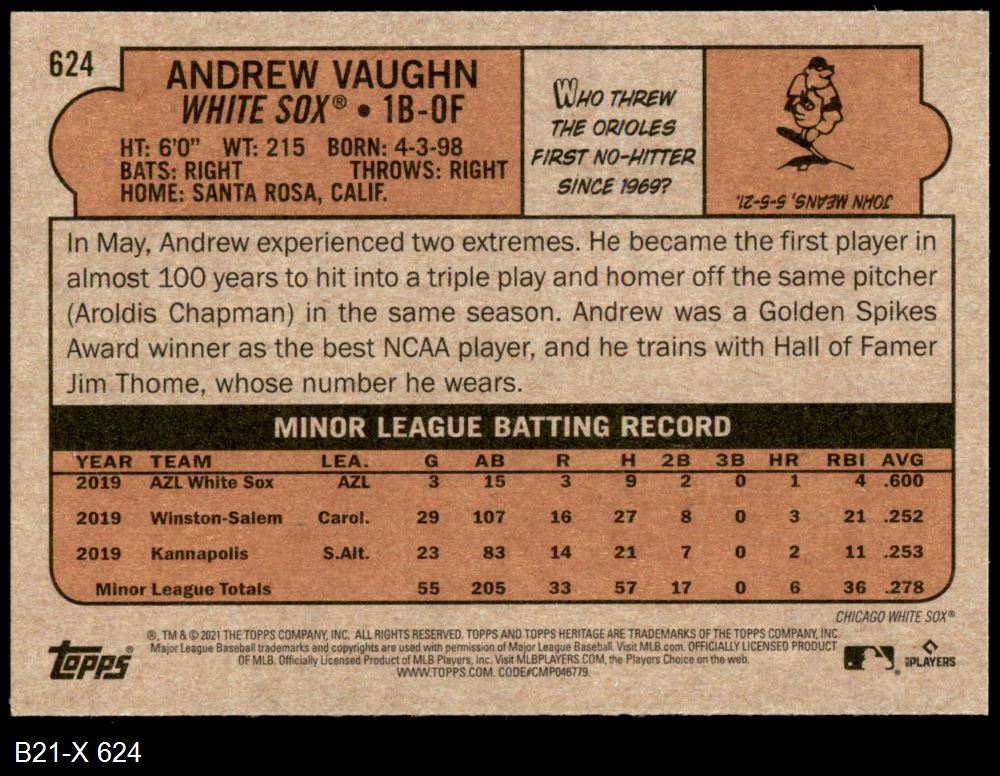 624
ANDREW VAUGHN
WHITE SOX® • 1B-OF
HT: 6'0" WT: 215 BORN: 4-3-98
BATS: RIGHT THROWS: RIGHT
HOME: SANTA ROSA, CALIF.
WHO THREW
THE ORIOLES
FIRST NO-HITTER
SINCE 1969?
JOHN MEANS, 5-5-21.
In May, Andrew experienced two extremes. He became the first player in
almost 100 years to hit into a triple play and homer off the same pitcher
(Aroldis Chapman) in the same season. Andrew was a Golden Spikes
Award winner as the best NCAA player, and he trains with Hall of Famer
Jim Thome, whose number he wears.
MINOR LEAGUE BATTING RECORD
YEAR TEAM LEA. G AB R H 2B 3B HR RBI AVG
2019 AZL White Sox AZL 3 15 3 9 2 0 1 4 .600
2019 Winston-Salem Carol. 29 107 16 27 8 0 3 21 .252
2019 Kannapolis S.Alt. 23 83 14 21 7 0 2 11 .253
Minor League Totals 55 205 33 57 17 0 6 36 .278
CHICAGO WHITE SOX®
®, TM & © 2021 THE TOPPS COMPANY, INC. ALL RIGHTS RESERVED. TOPPS AND TOPPS HERITAGE ARE TRADEMARKS OF THE TOPPS COMPANY, INC.
Major League Baseball trademarks and copyrights are used with permission of Major League Baseball. Visit MLB.com. OFFICIALLY LICENSED PRODUCT
OF MLB. Officially Licensed Product of MLB Players, Inc. Visit MLBPLAYERS.COM, the Players Choice on the web.
WWW.TOPPS.COM. CODE#CMP046779.
topps®
MLBPLAYERS
B21-X 624